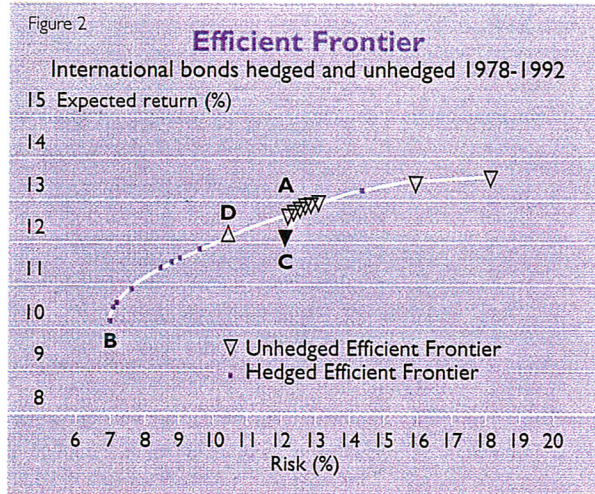 Figure 2
Efficient Frontier
International bonds hedged and unhedged 1978-1992
15 Expected return (%)
14
13
A
D
12
C
11
10
B
9
▽ Unhedged Efficient Frontier
▪ Hedged Efficient Frontier
8
6 7 8 9 10 11 12 13 14 15 16 17 18 19 20
Risk (%)